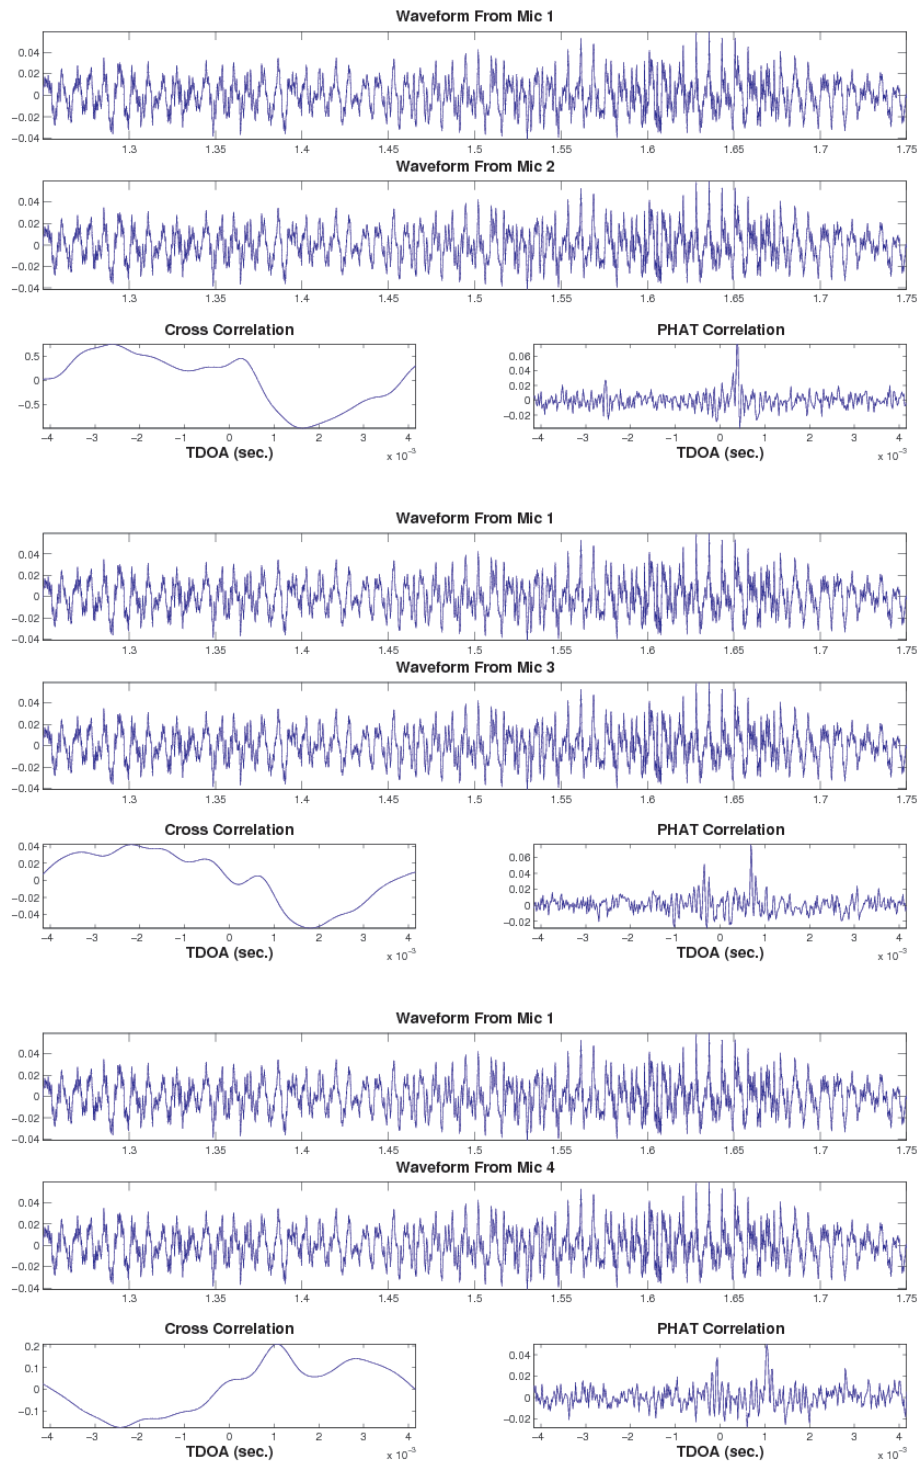 Waveform From Mic 1
0.04
0.02
0
−0.02
−0.04
1.3 1.35 1.4 1.45 1.5 1.55 1.6 1.65 1.7 1.75
Waveform From Mic 2
0.04
0.02
0
−0.02
−0.04
1.3 1.35 1.4 1.45 1.5 1.55 1.6 1.65 1.7 1.75
Cross Correlation
0.5
0
−0.5
−4 −3 −2 −1 0 1 2 3 4
TDOA (sec.)
x 10⁻³
PHAT Correlation
0.06
0.04
0.02
0
−0.02
−4 −3 −2 −1 0 1 2 3 4
TDOA (sec.)
x 10⁻³
Waveform From Mic 1
0.04
0.02
0
−0.02
−0.04
1.3 1.35 1.4 1.45 1.5 1.55 1.6 1.65 1.7 1.75
Waveform From Mic 3
0.04
0.02
0
−0.02
−0.04
1.3 1.35 1.4 1.45 1.5 1.55 1.6 1.65 1.7 1.75
Cross Correlation
0.04
0.02
0
−0.02
−0.04
−4 −3 −2 −1 0 1 2 3 4
TDOA (sec.)
x 10⁻³
PHAT Correlation
0.06
0.04
0.02
0
−0.02
−4 −3 −2 −1 0 1 2 3 4
TDOA (sec.)
x 10⁻³
Waveform From Mic 1
0.04
0.02
0
−0.02
−0.04
1.3 1.35 1.4 1.45 1.5 1.55 1.6 1.65 1.7 1.75
Waveform From Mic 4
0.04
0.02
0
−0.02
−0.04
1.3 1.35 1.4 1.45 1.5 1.55 1.6 1.65 1.7 1.75
Cross Correlation
0.2
0.1
0
−0.1
−4 −3 −2 −1 0 1 2 3 4
TDOA (sec.)
x 10⁻³
PHAT Correlation
0.04
0.02
0
−0.02
−4 −3 −2 −1 0 1 2 3 4
TDOA (sec.)
x 10⁻³